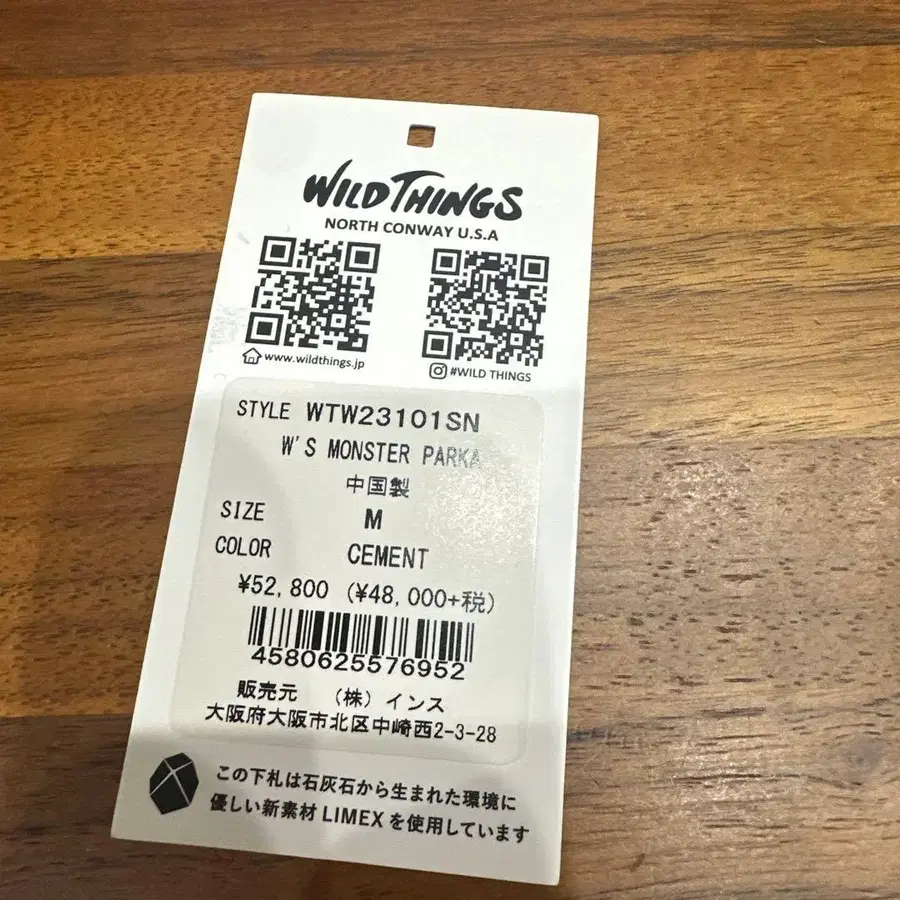 WILD THINGS
NORTH CONWAY U.S.A
www.wildthings.jp
#WILD THINGS
STYLE WTW23101SN
W'S MONSTER PARKA
中国製
SIZE M
COLOR CEMENT
¥52,800 (¥48,000+税)
4580625576952
販売元 (株)インス
大阪府大阪市北区中崎西2-3-28
この下札は石灰石から生まれた環境に
優しい新素材 LIMEX を使用しています